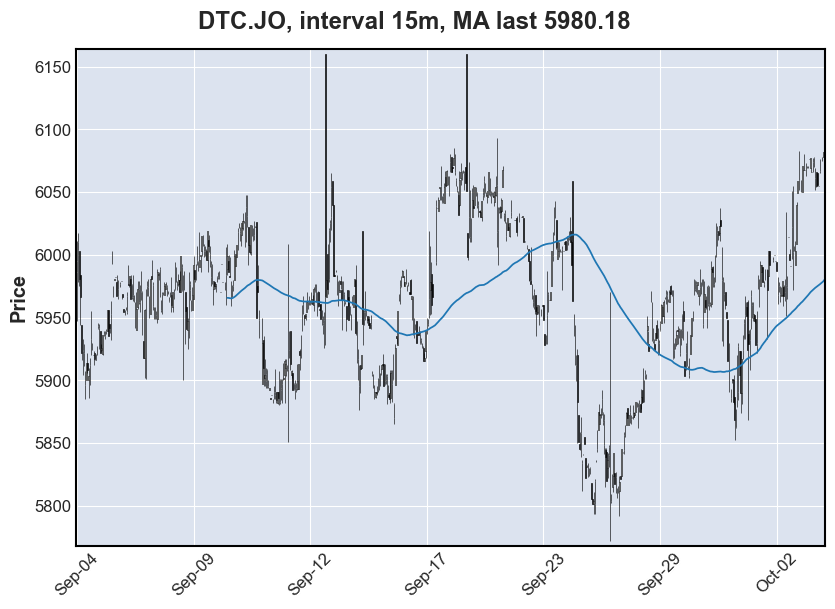 DTC.JO, interval 15m, MA last 5980.18
6150
6100
6050
6000
5950
5900
5850
5800
Price
Sep-04
Sep-09
Sep-12
Sep-17
Sep-23
Sep-29
Oct-02